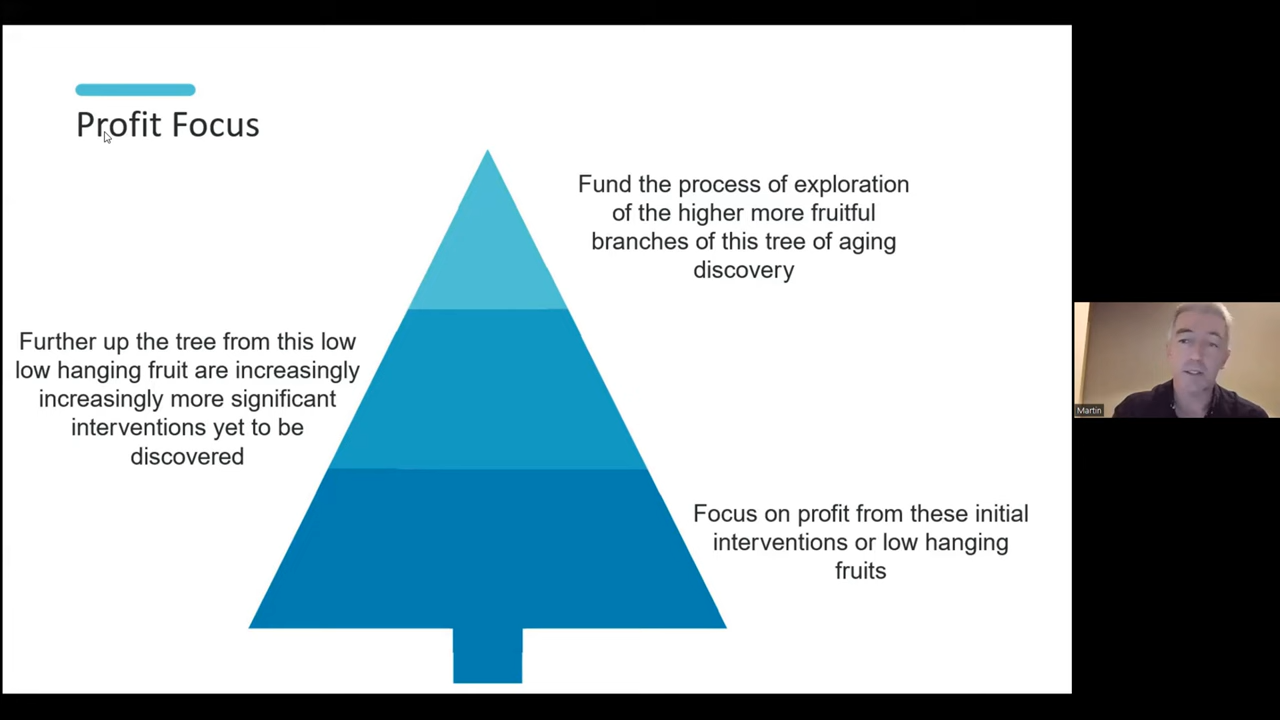 Profit Focus
Fund the process of exploration
of the higher more fruitful
branches of this tree of aging
discovery
Further up the tree from this low
low hanging fruit are increasingly
increasingly more significant
interventions yet to be
discovered
Focus on profit from these initial
interventions or low hanging
fruits
Martin